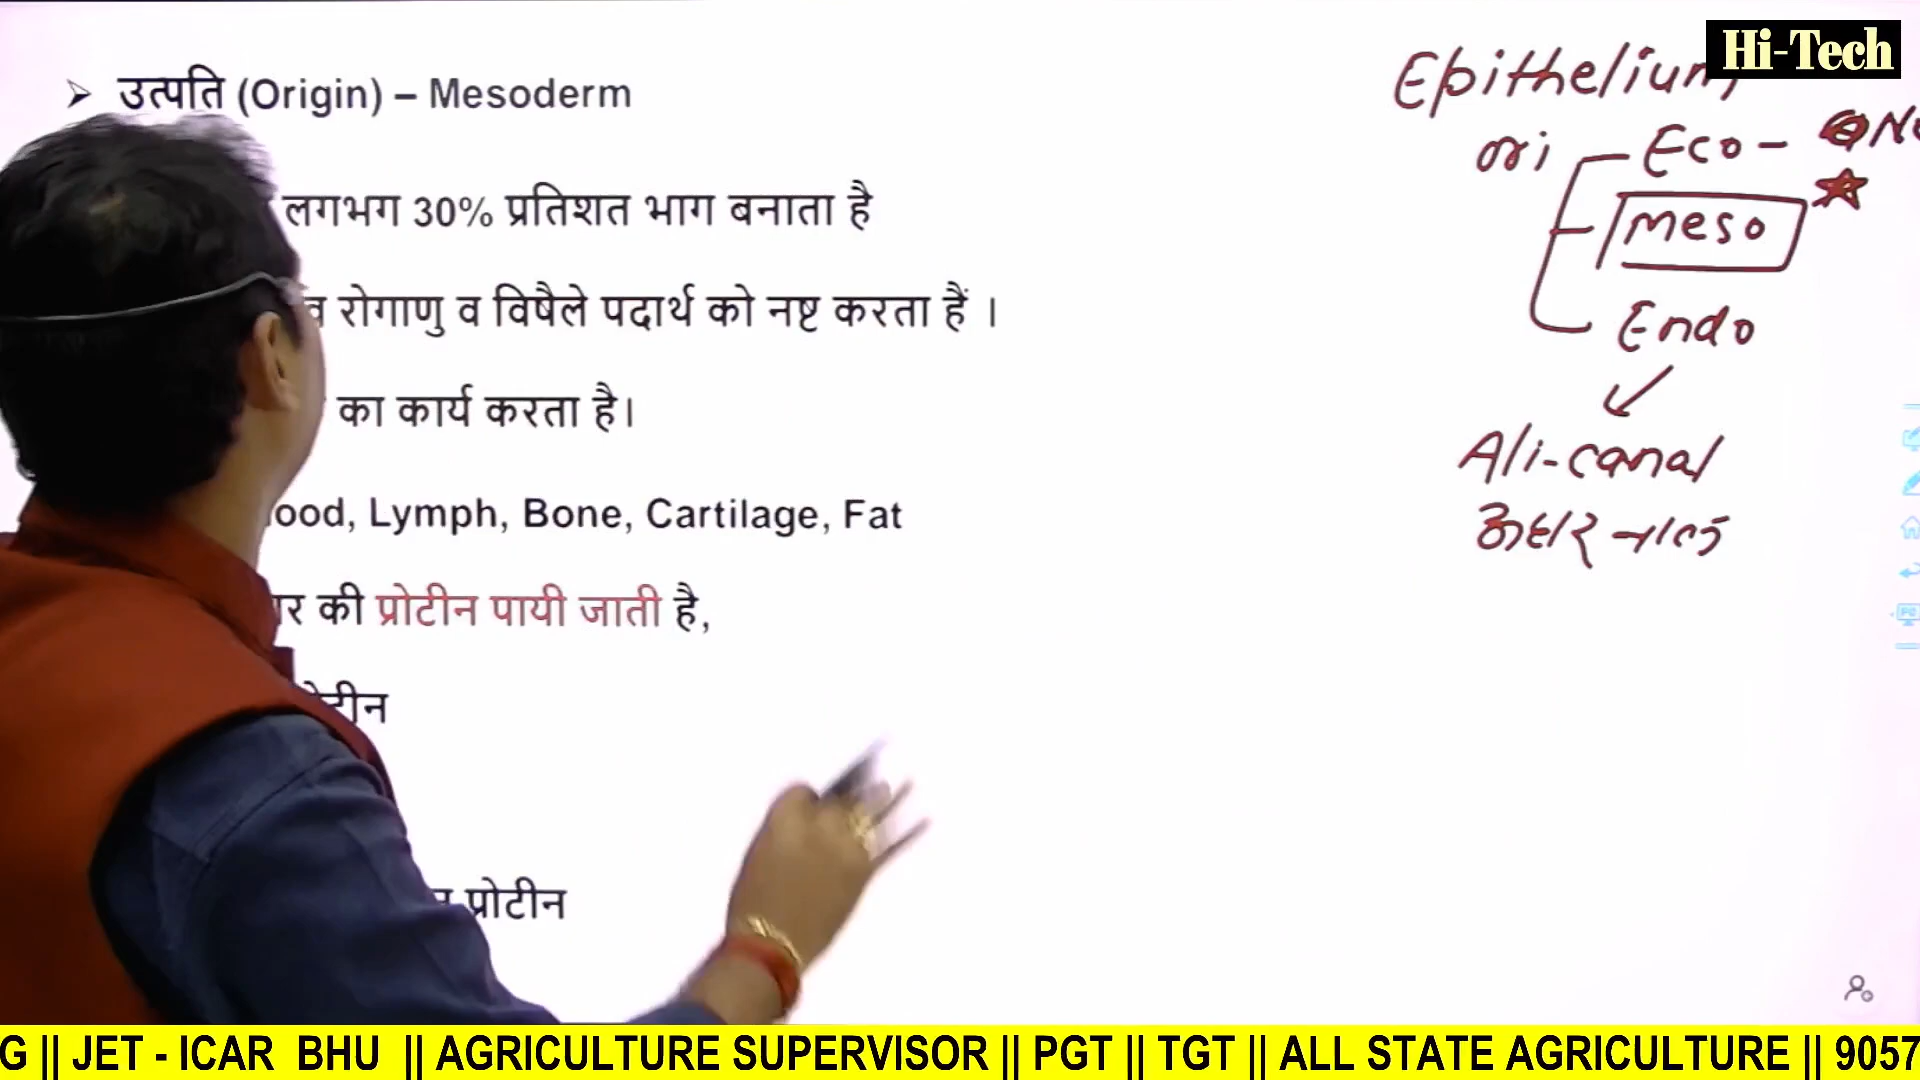 उत्पति (Origin) – Mesoderm
लगभग 30% प्रतिशत भाग बनाता है
रोगाणु व विषैले पदार्थ को नष्ट करता हैं ।
का कार्य करता है।
ood, Lymph, Bone, Cartilage, Fat
की प्रोटीन पायी जाती है,
प्रोटीन
Hi-Tech
Epithelium
ori
Eco-
Meso
Endo
Ali-canal
G || JET - ICAR BHU || AGRICULTURE SUPERVISOR || PGT || TGT || ALL STATE AGRICULTURE || 9057